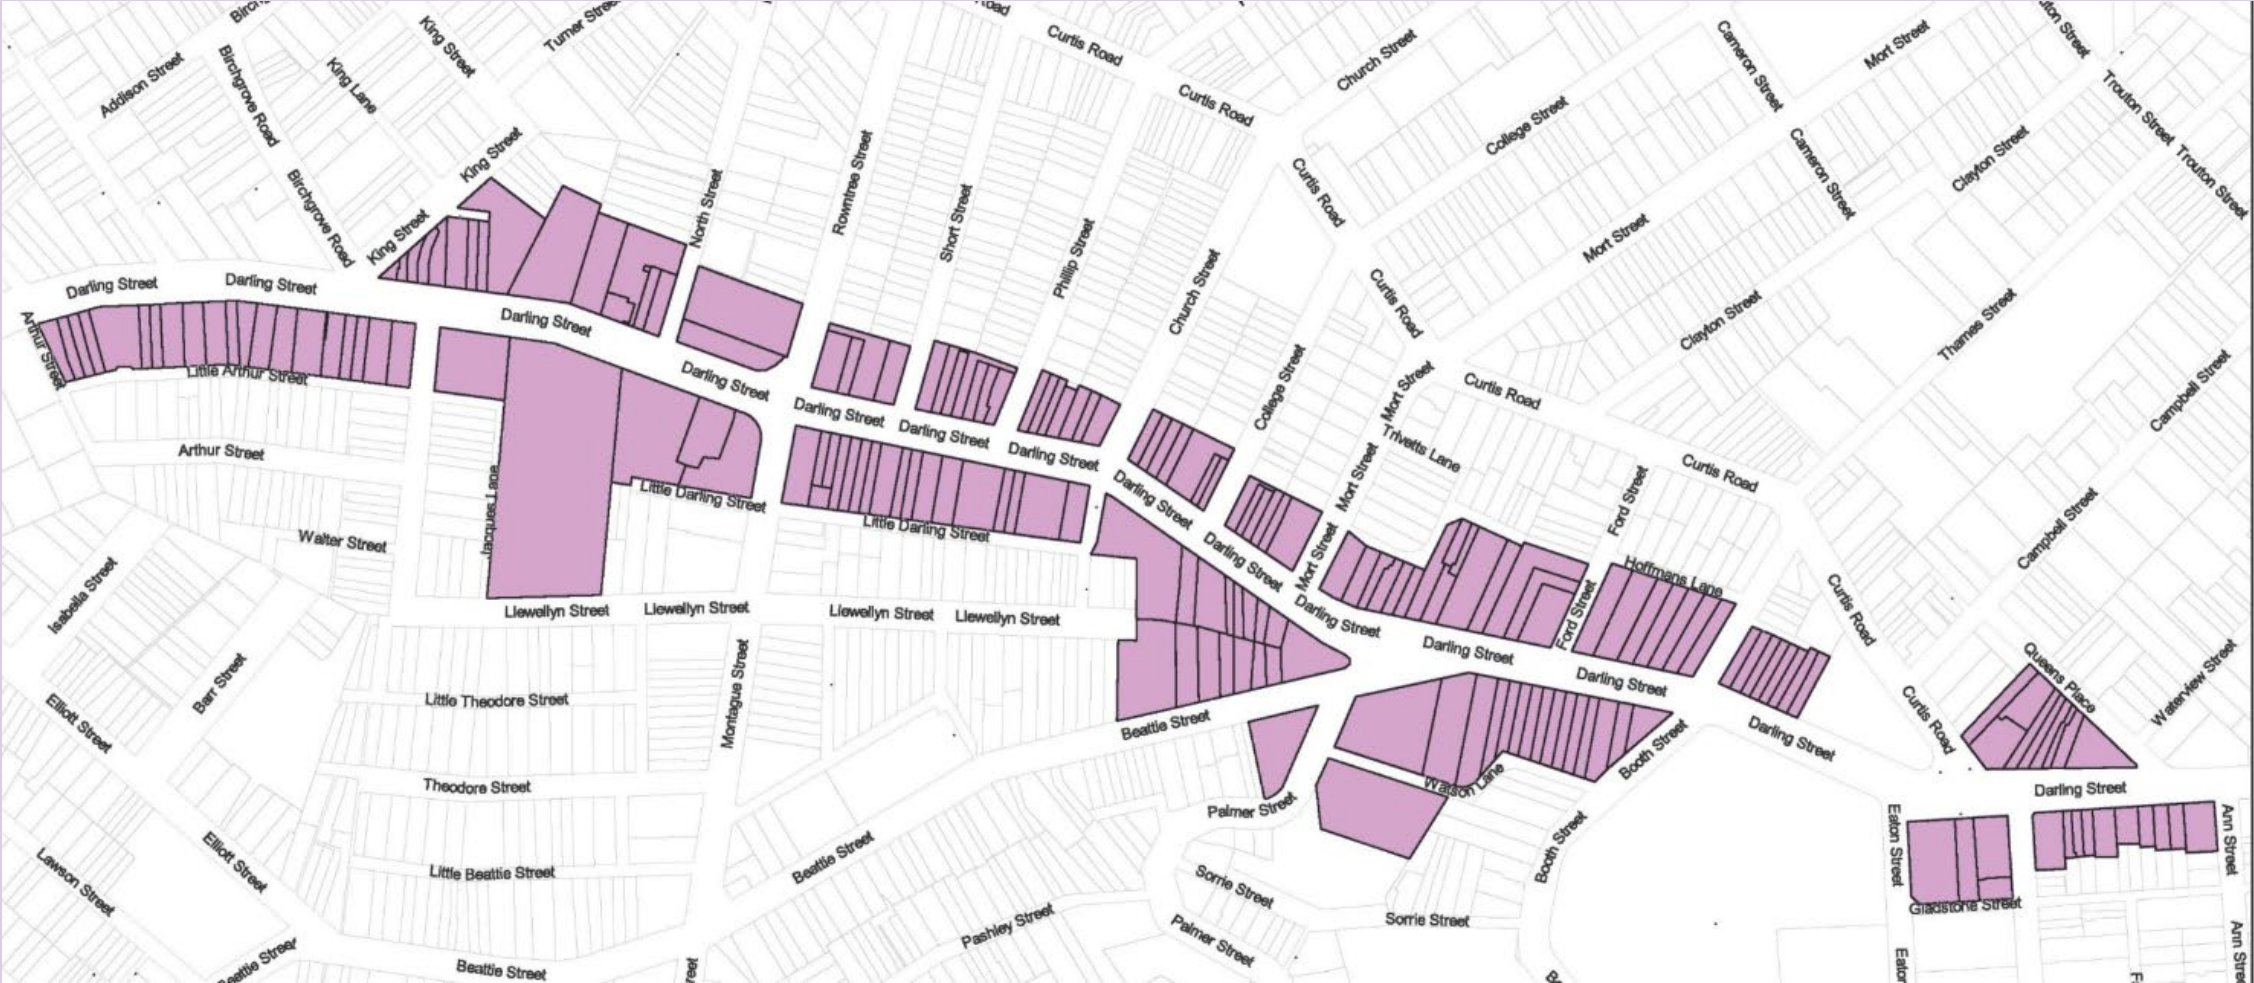 Curtis Road
King Street
Turner Street
Birchgrove Road
Addison Street
King Lane
Curtis Road
Church Street
Cameron Street
Mort Street
Trouton Street
College Street
Cameron Street
Clayton Street
Trouton Street
King Street
Birchgrove Road
King Street
North Street
Rowntree Street
Short Street
Phillip Street
Church Street
Curtis Road
Curtis Road
Mort Street
Clayton Street
Thames Street
Campbell Street
Darling Street
Darling Street
Darling Street
Arthur Street
Little Arthur Street
Darling Street
Darling Street
Darling Street
Darling Street
College Street
Mort Street
Curtis Road
Trivetts Lane
Curtis Road
Arthur Street
Jacques Lane
Little Darling Street
Little Darling Street
Darling Street
Mort Street
Ford Street
Campbell Street
Walter Street
Darling Street
Mort Street
Hoffmans Lane
Isabella Street
Llewellyn Street
Llewellyn Street
Llewellyn Street
Llewellyn Street
Darling Street
Ford Street
Curtis Road
Darling Street
Darling Street
Queens Place
Waterview Street
Barr Street
Little Theodore Street
Montague Street
Elliott Street
Beattie Street
Booth Street
Darling Street
Curtis Road
Theodore Street
Watson Lane
Darling Street
Palmer Street
Elliott Street
Lawson Street
Little Beattie Street
Beattie Street
Booth Street
Eaton Street
Ann Street
Sorrie Street
Gladstone Street
Pashley Street
Sorrie Street
Palmer Street
Beattie Street
Beattie Street